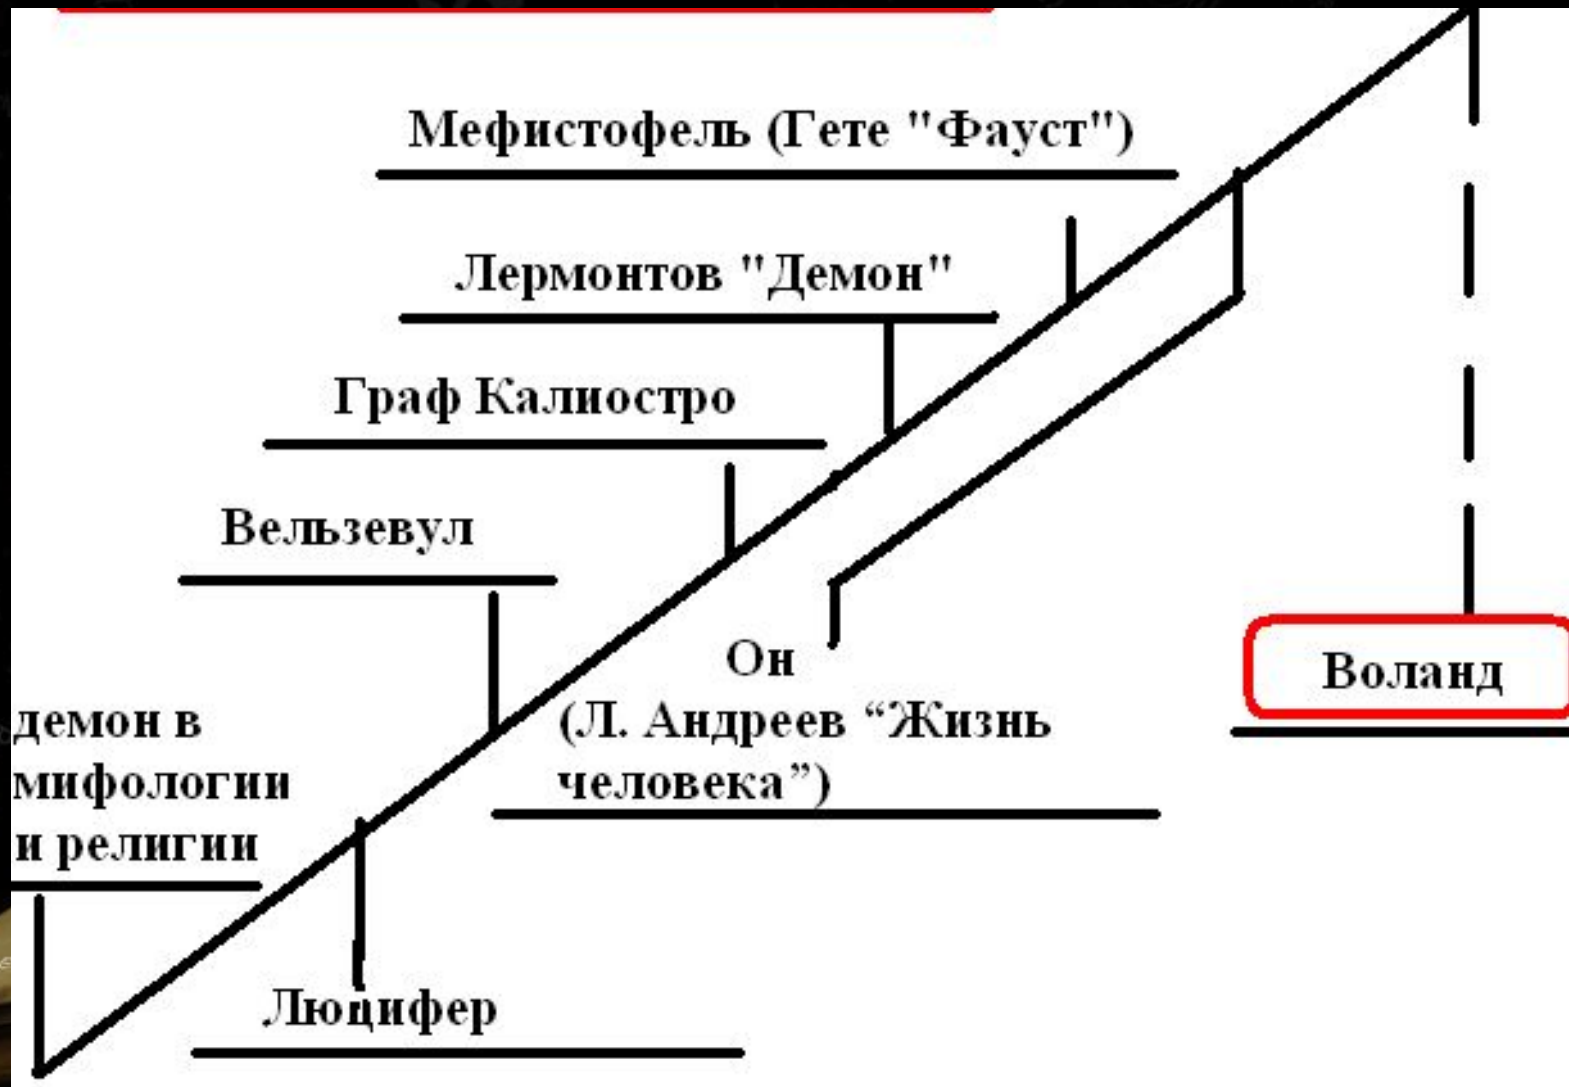 Мефистофель (Гете "Фауст")
Лермонтов "Демон"
Граф Калиостро
Вельзевул
Он
(Л. Андреев “Жизнь
человека”)
Воланд
демон в
мифологии
и религии
Люцифер